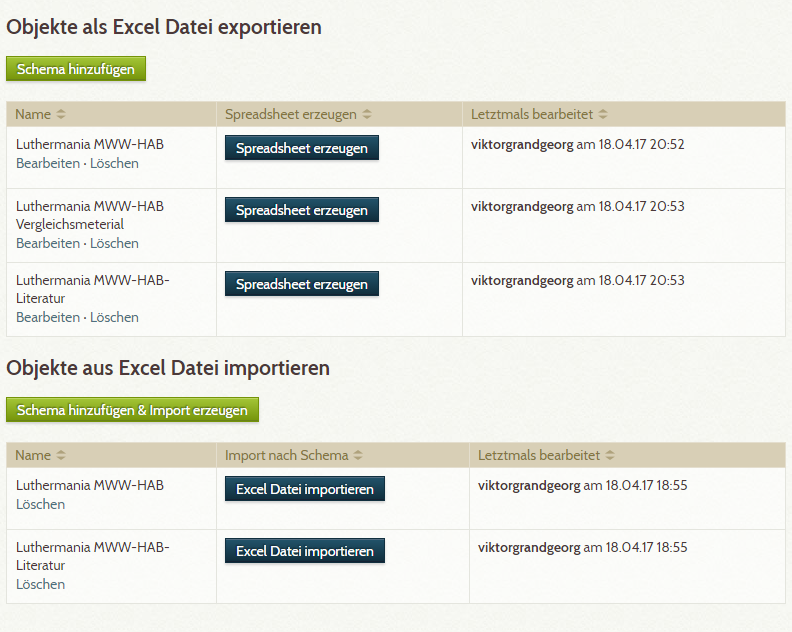 Objekte als Excel Datei exportieren
Schema hinzufügen
Name Spreadsheet erzeugen Letztmals bearbeitet
Luthermania MWW-HAB Spreadsheet erzeugen viktorgrandgeorg am 18.04.17 20:52
Bearbeiten · Löschen
Luthermania MWW-HAB Spreadsheet erzeugen viktorgrandgeorg am 18.04.17 20:53
Vergleichsmeterial
Bearbeiten · Löschen
Luthermania MWW-HAB- Spreadsheet erzeugen viktorgrandgeorg am 18.04.17 20:53
Literatur
Bearbeiten · Löschen
Objekte aus Excel Datei importieren
Schema hinzufügen & Import erzeugen
Name Import nach Schema Letztmals bearbeitet
Luthermania MWW-HAB Excel Datei importieren viktorgrandgeorg am 18.04.17 18:55
Löschen
Luthermania MWW-HAB- Excel Datei importieren viktorgrandgeorg am 18.04.17 18:55
Literatur
Löschen